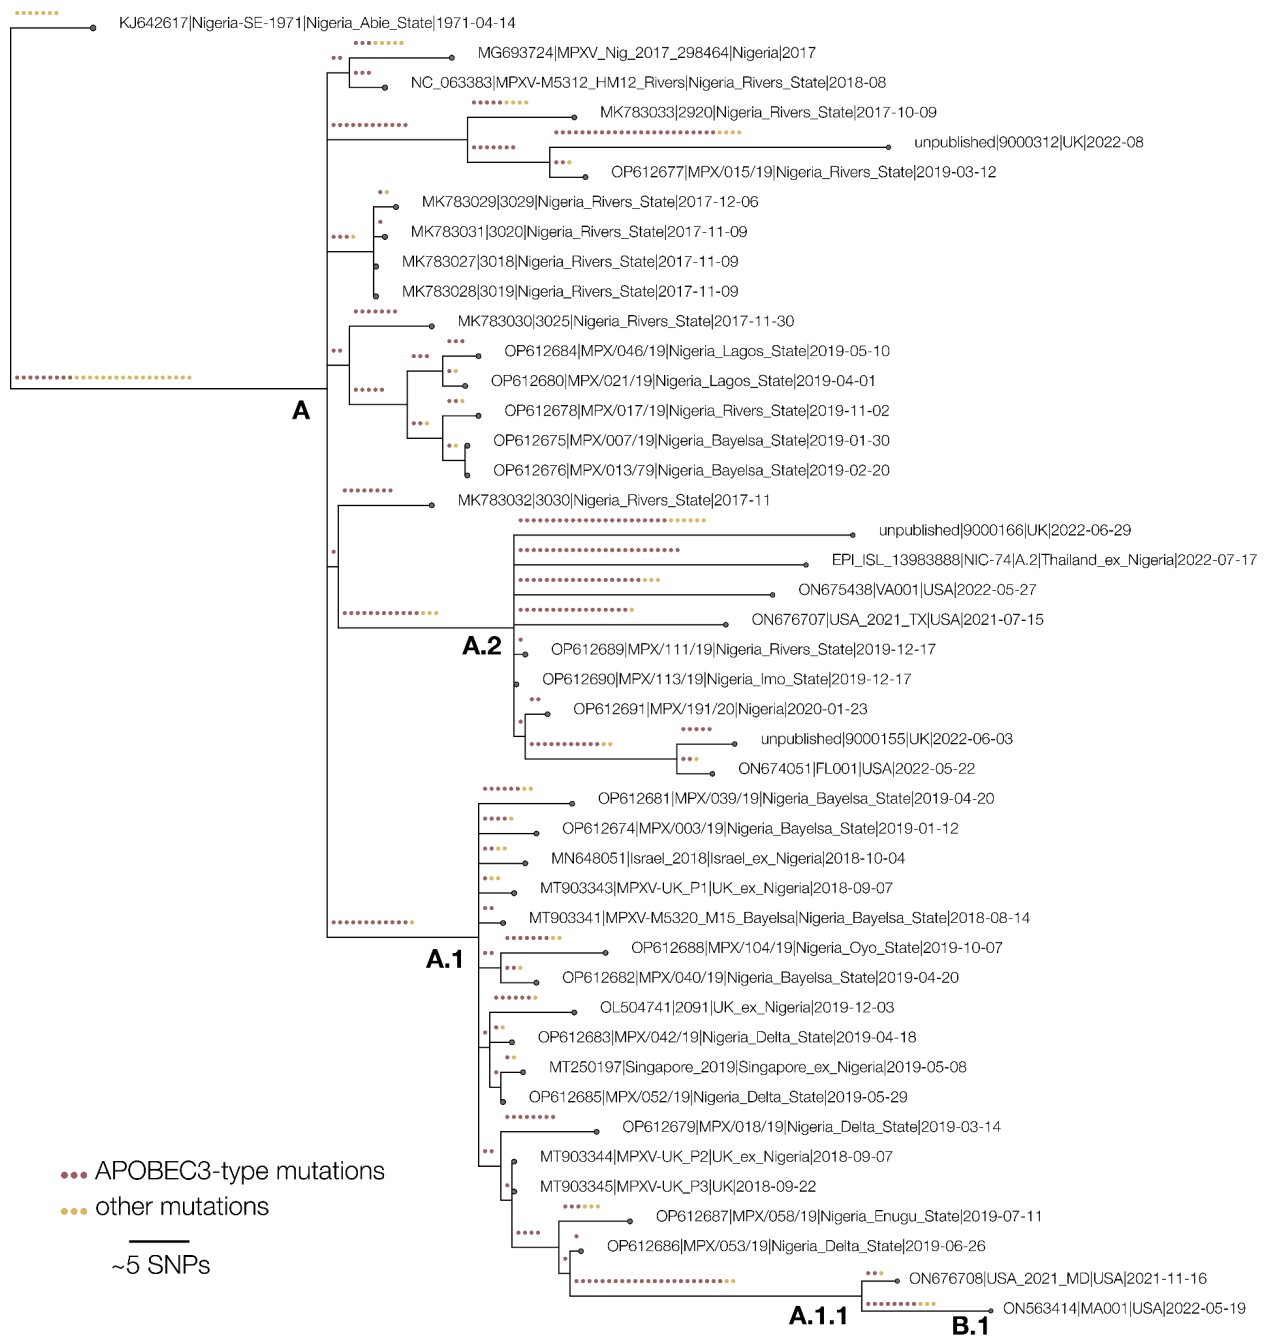 KJ642617|Nigeria-SE-1971|Nigeria_Abie_State|1971-04-14
MG693724|MPXV_Nig_2017_298464|Nigeria|2017
NC_063383|MPXV-M5312_HM12_Rivers|Nigeria_Rivers_State|2018-08
MK783033|2920|Nigeria_Rivers_State|2017-10-09
unpublished|9000312|UK|2022-08
OP612677|MPX/015/19|Nigeria_Rivers_State|2019-03-12
MK783029|3029|Nigeria_Rivers_State|2017-12-06
MK783031|3020|Nigeria_Rivers_State|2017-11-09
MK783027|3018|Nigeria_Rivers_State|2017-11-09
MK783028|3019|Nigeria_Rivers_State|2017-11-09
MK783030|3025|Nigeria_Rivers_State|2017-11-30
OP612684|MPX/046/19|Nigeria_Lagos_State|2019-05-10
OP612680|MPX/021/19|Nigeria_Lagos_State|2019-04-01
A
OP612678|MPX/017/19|Nigeria_Rivers_State|2019-11-02
OP612675|MPX/007/19|Nigeria_Bayelsa_State|2019-01-30
OP612676|MPX/013/79|Nigeria_Bayelsa_State|2019-02-20
MK783032|3030|Nigeria_Rivers_State|2017-11
unpublished|9000166|UK|2022-06-29
EPI_ISL_13983888|NIC-74|A.2|Thailand_ex_Nigeria|2022-07-17
ON675438|VA001|USA|2022-05-27
ON676707|USA_2021_TX|USA|2021-07-15
A.2
OP612689|MPX/111/19|Nigeria_Rivers_State|2019-12-17
OP612690|MPX/113/19|Nigeria_Imo_State|2019-12-17
OP612691|MPX/191/20|Nigeria|2020-01-23
unpublished|9000155|UK|2022-06-03
ON674051|FL001|USA|2022-05-22
OP612681|MPX/039/19|Nigeria_Bayelsa_State|2019-04-20
OP612674|MPX/003/19|Nigeria_Bayelsa_State|2019-01-12
MN648051|Israel_2018|Israel_ex_Nigeria|2018-10-04
MT903343|MPXV-UK_P1|UK_ex_Nigeria|2018-09-07
MT903341|MPXV-M5320_M15_Bayelsa|Nigeria_Bayelsa_State|2018-08-14
OP612688|MPX/104/19|Nigeria_Oyo_State|2019-10-07
A.1
OP612682|MPX/040/19|Nigeria_Bayelsa_State|2019-04-20
OL504741|2091|UK_ex_Nigeria|2019-12-03
OP612683|MPX/042/19|Nigeria_Delta_State|2019-04-18
MT250197|Singapore_2019|Singapore_ex_Nigeria|2019-05-08
OP612685|MPX/052/19|Nigeria_Delta_State|2019-05-29
OP612679|MPX/018/19|Nigeria_Delta_State|2019-03-14
MT903344|MPXV-UK_P2|UK_ex_Nigeria|2018-09-07
APOBEC3-type mutations
MT903345|MPXV-UK_P3|UK|2018-09-22
other mutations
OP612687|MPX/058/19|Nigeria_Enugu_State|2019-07-11
OP612686|MPX/053/19|Nigeria_Delta_State|2019-06-26
~5 SNPs
ON676708|USA_2021_MD|USA|2021-11-16
ON563414|MA001|USA|2022-05-19
A.1.1
B.1